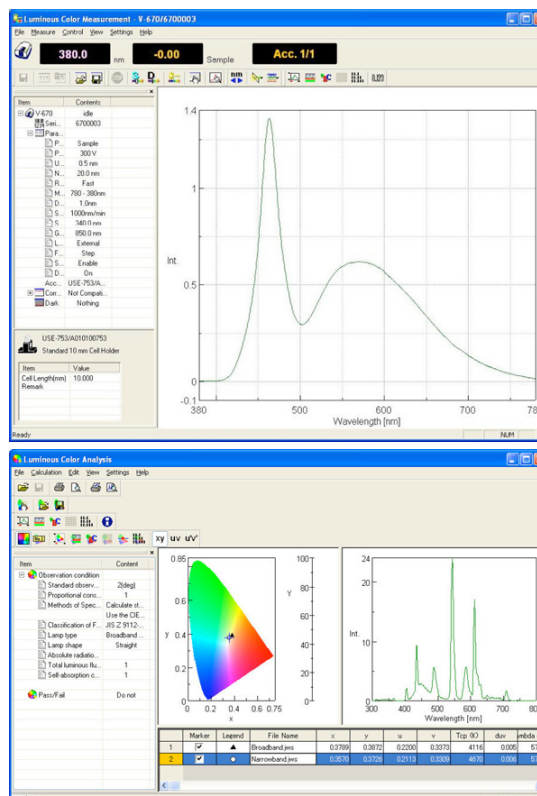 Luminous Color Measurement - V-670/6700003
File Measure Control View Settings Help
380.0 nm -0.00 Sample Acc. 1/1
Item Contents
V-670 idle
Seri... 6700003
Para...
P... Sample
P... 300 V
U... 0.5 nm
N... 20.0 nm
R... Fast
M... 780 - 380nm
D... 1.0nm
S... 1000nm/min
S... 340.0 nm
G... 850.0 nm
L... External
F... Step
S... Enable
D... On
Acc... USE-753/A...
Corr... Not Compati...
Dark Nothing
USE-753/A010100753
Standard 10 mm Cell Holder
Item Value
Cell Length(nm) 10.000
Remark
1.4
1
Int.
0.5
0
-0.1
380 500 600 700 78
Wavelength [nm]
Ready NUM
Luminous Color Analysis
File Calculation Edit View Settings Help
xy uv u'v'
Item Content
Observation condition
Standard observ... 2(deg)
Proportional cons... 1
Methods of Spec... Calculate st...
Use the CIE...
Classification of F... JIS Z 9112-...
Lamp type Broadband ...
Lamp shape Straight
Absolute radiatio...
Total luminous flu... 1
Self-absorption c... 1
Pass/Fail Do not
0.85
0.6
y 0.4
0.2
0
0 0.2 0.4 0.6 0.75
x
100
80
Y 60
40
20
0
24
20
Int.
10
0
300 400 500 600 700 80
Wavelength [nm]
Marker Legend File Name x y u v Tcp (K) duv mbda
1 Broadband.jws 0.3789 0.3872 0.2200 0.3373 4116 0.005 57
2 Narrowband.jws 0.3570 0.3726 0.2113 0.3309 4670 0.006 57